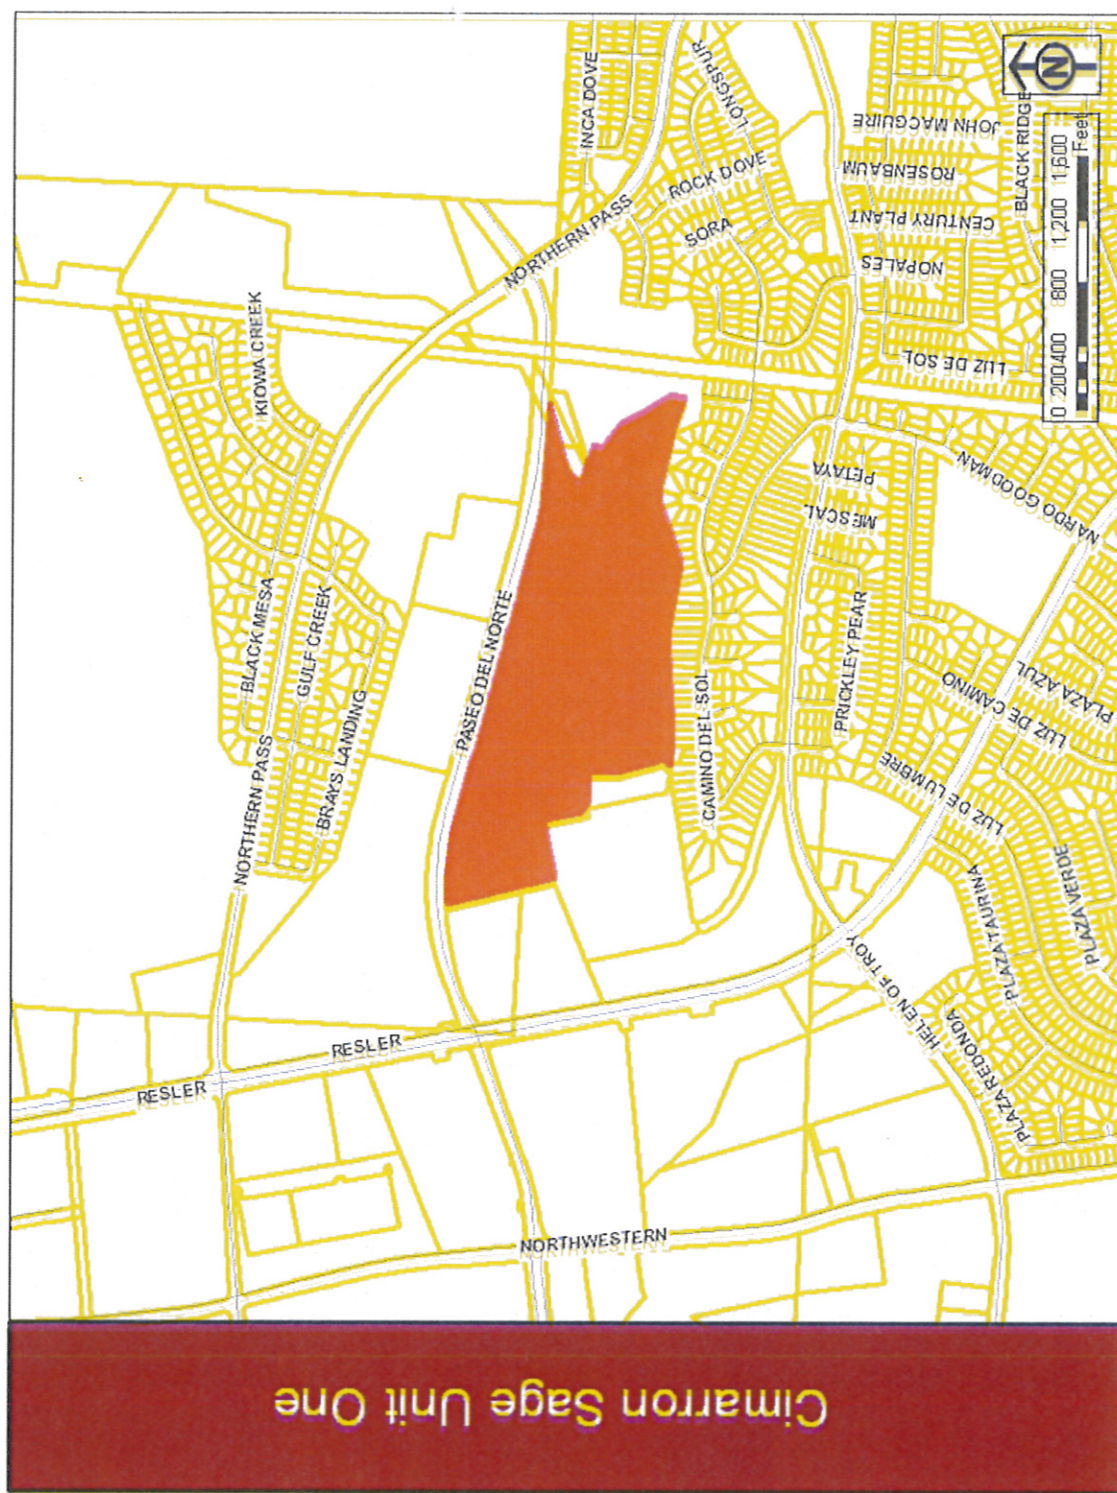 INCA DOVE
LONGSPUR
ROCK DOVE
SORA
NORTHERN PASS
KIOWA CREEK
BLACK MESA
GULF CREEK
BRAYS LANDING
NORTHERN PASS
PASEO DEL NORTE
RESLER
RESLER
NORTHWESTERN
CAMINO DEL SOL
JOHN MACGUIRE
ROSENBAUM
CENTURY PLANT
NOPALES
BLACK RIDGE
LUZ DE SOL
PETAYA
MESCAL
NARDO GOODMAN
PRICKLEY PEAR
PLAZA AZUL
LUZ DE CAMINO
LUZ DE LUMBRE
PLAZA TAURINA
PLAZA VERDE
HELEN OF TROY
PLAZA REDONDA
N
0 200 400 800 1,200 1,600
Feet
Cimarron Sage Unit One